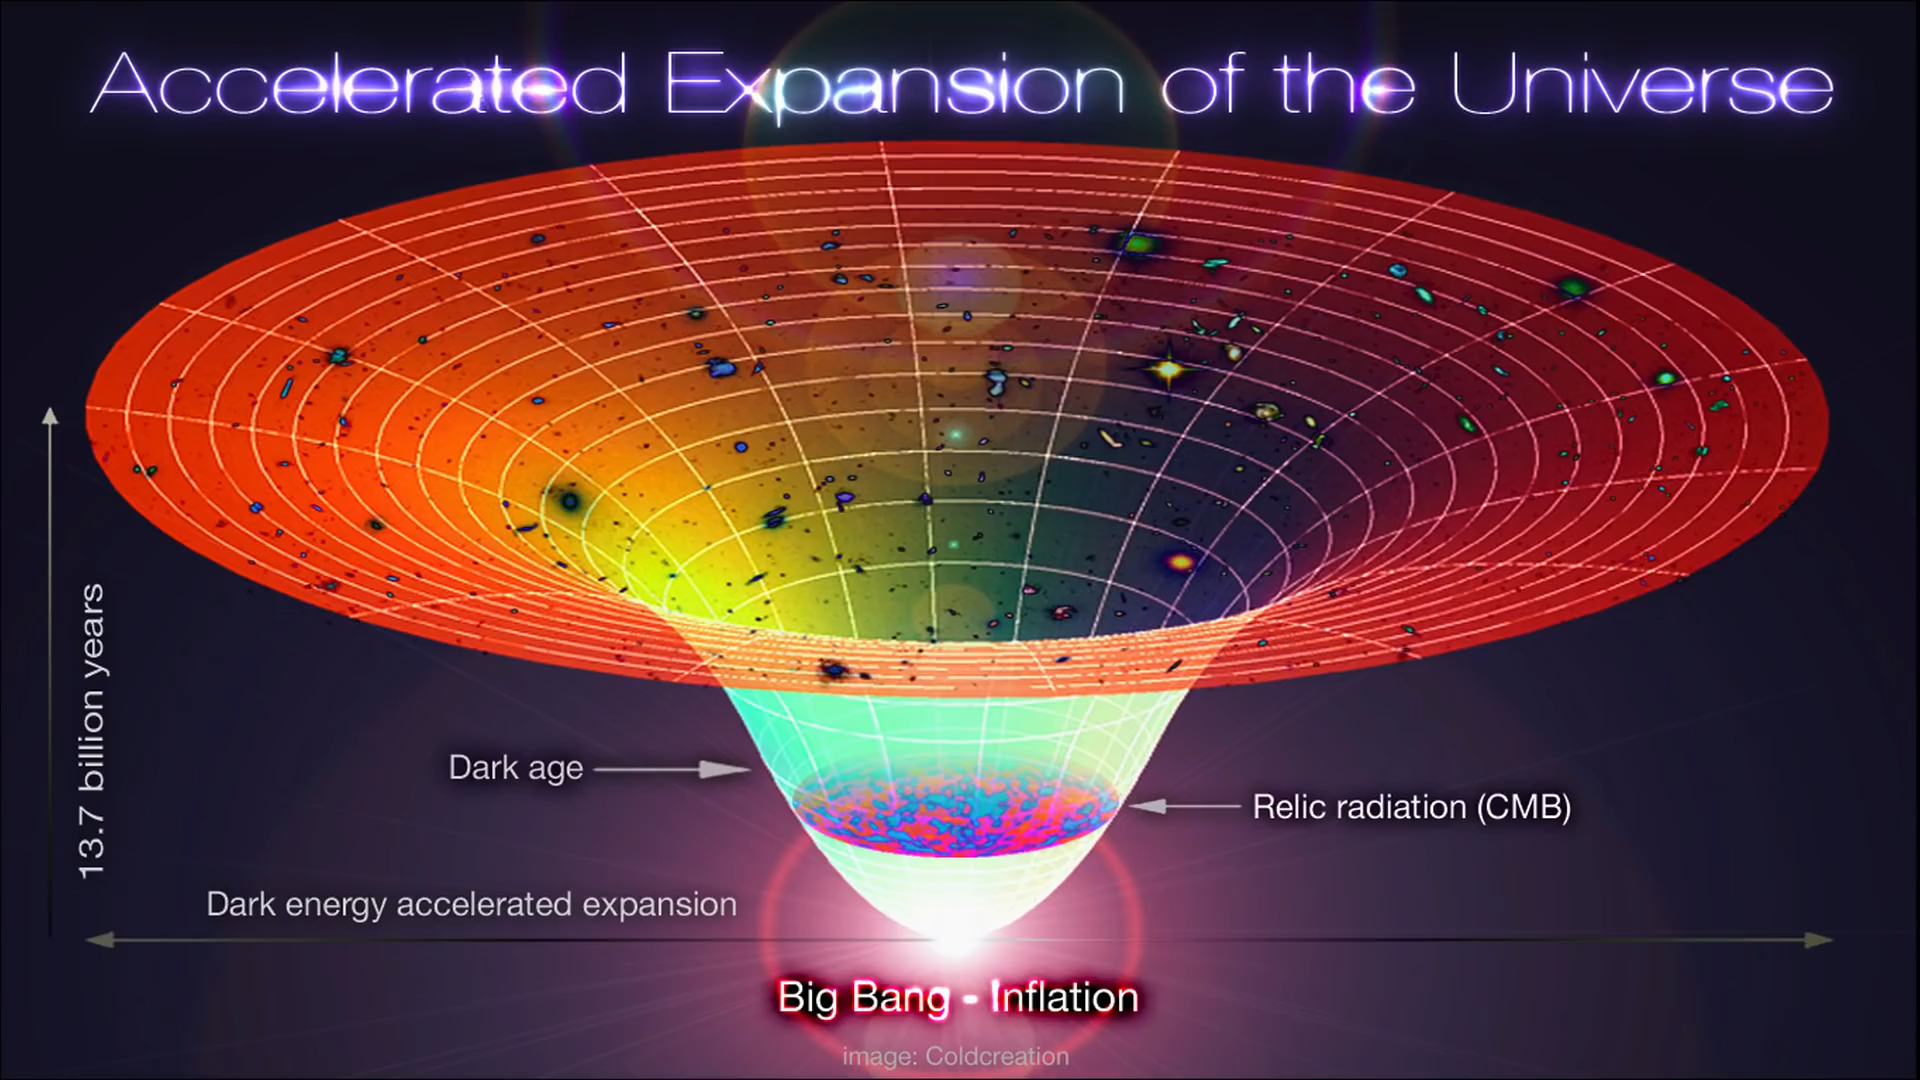 Accelerated Expansion of the Universe
13.7 billion years
Dark age
Relic radiation (CMB)
Dark energy accelerated expansion
Big Bang - Inflation
image: Coldcreation